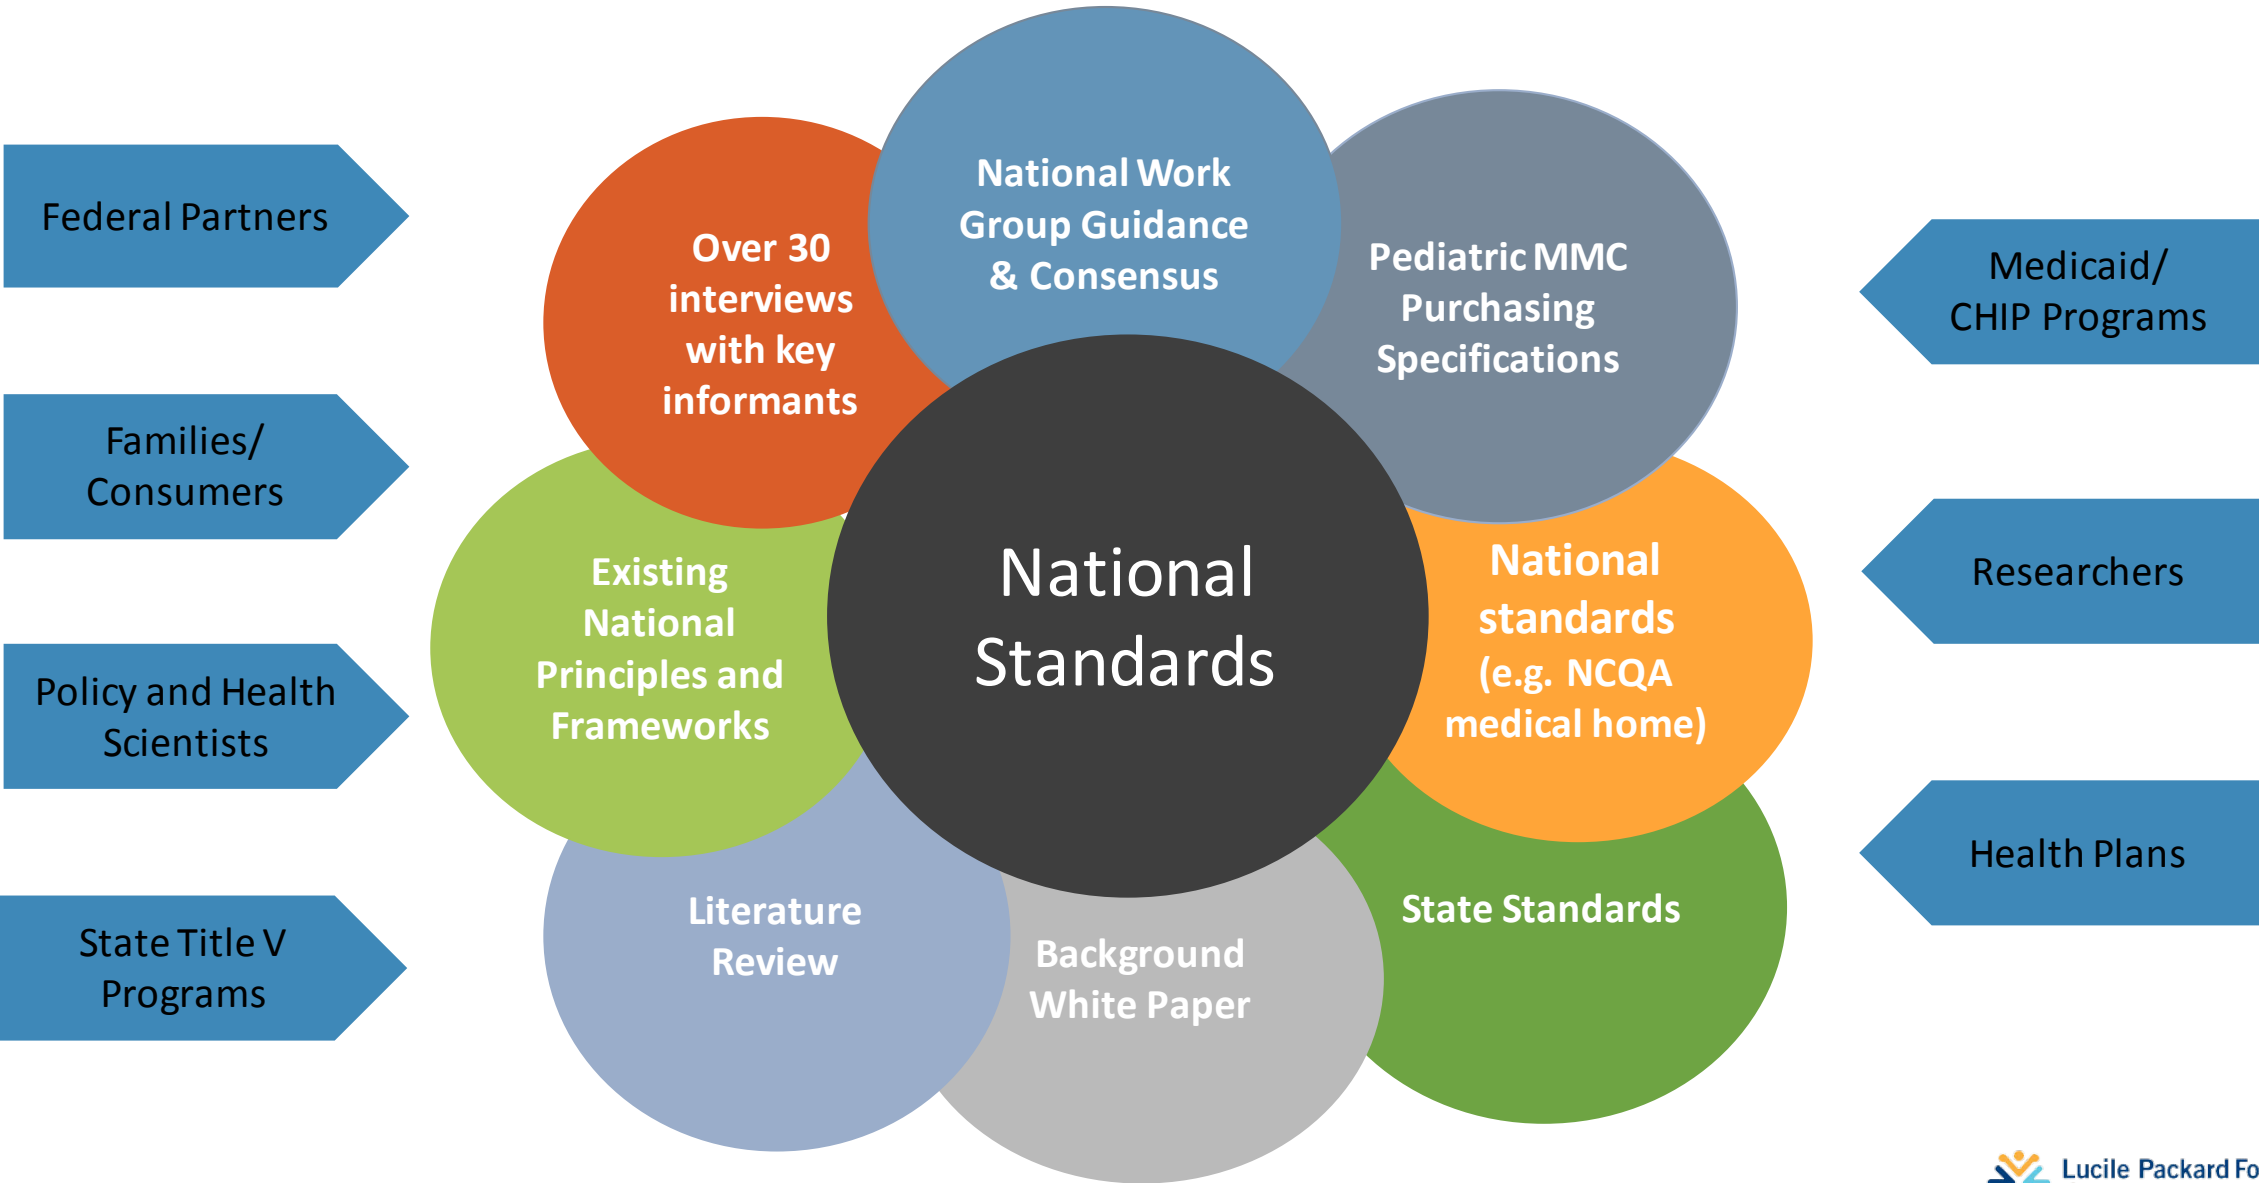 Federal Partners
Families/
Consumers
Policy and Health
Scientists
State Title V
Programs
National Work
Group Guidance
& Consensus
Over 30
interviews
with key
informants
Pediatric MMC
Purchasing
Specifications
Existing
National
Principles and
Frameworks
National
Standards
National
standards
(e.g. NCQA
medical home)
Literature
Review
Background
White Paper
State Standards
Medicaid/
CHIP Programs
Researchers
Health Plans
Lucile Packard Fo